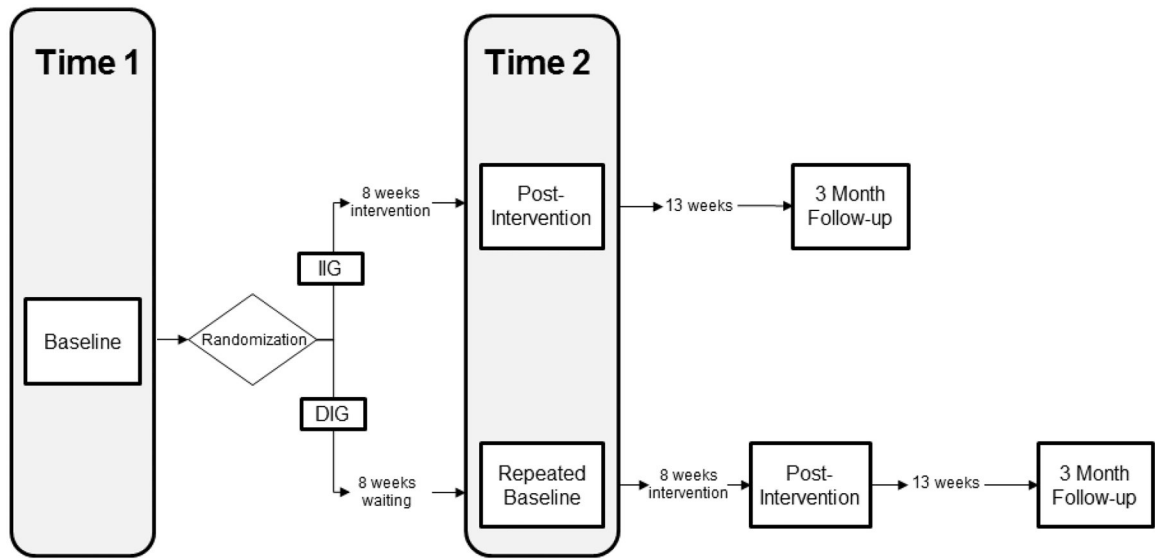 Time 1
Time 2
8 weeks
intervention
Post-
Intervention
13 weeks
3 Month
Follow-up
IIG
Baseline
Randomization
DIG
8 weeks
waiting
Repeated
Baseline
8 weeks
intervention
Post-
Intervention
13 weeks
3 Month
Follow-up